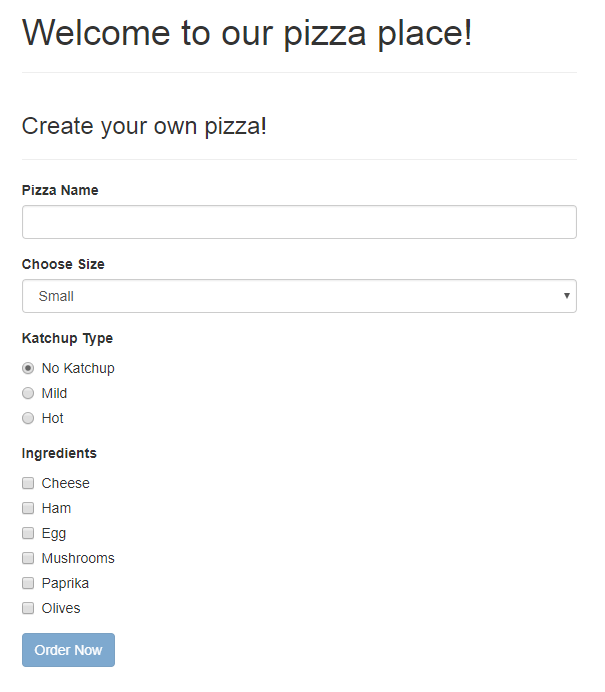 Welcome to our pizza place!
Create your own pizza!
Pizza Name
Choose Size
Small
Katchup Type
No Katchup
Mild
Hot
Ingredients
Cheese
Ham
Egg
Mushrooms
Paprika
Olives
Order Now